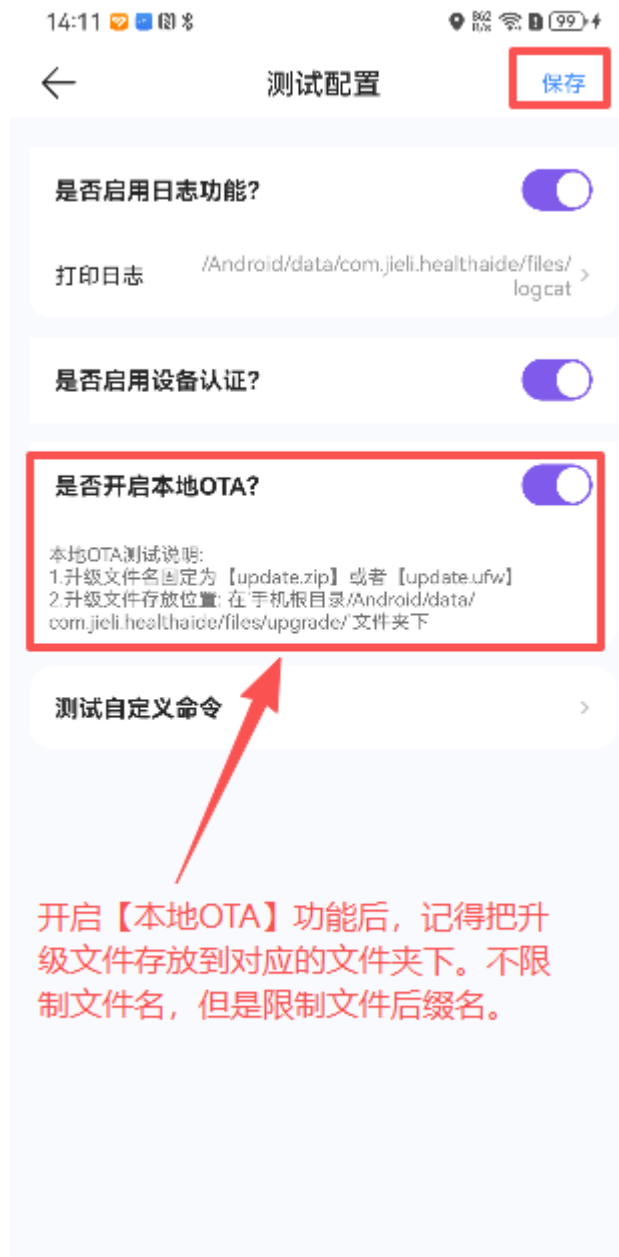 14:11
862 B/s
99
测试配置
保存
是否启用日志功能?
打印日志
/Android/data/com.jieli.healthaide/files/
logcat
是否启用设备认证?
是否开启本地OTA?
本地OTA测试说明:
1.升级文件名固定为【update.zip】或者【update.ufw】
2.升级文件存放位置: 在'手机根目录/Android/data/
com.jieli.healthaide/files/upgrade/'文件夹下
测试自定义命令
开启【本地OTA】功能后，记得把升
级文件存放到对应的文件夹下。不限
制文件名，但是限制文件后缀名。